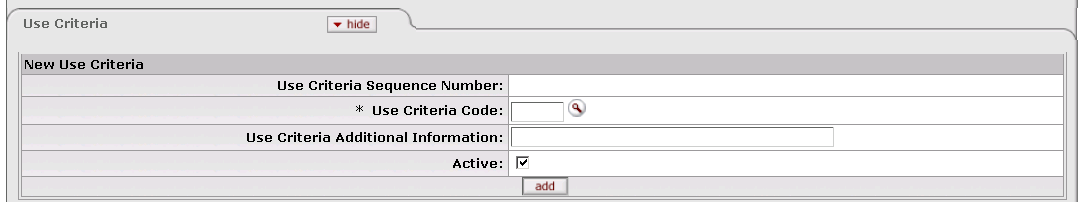 Use Criteria hide
New Use Criteria
Use Criteria Sequence Number:
* Use Criteria Code:
Use Criteria Additional Information:
Active:
add